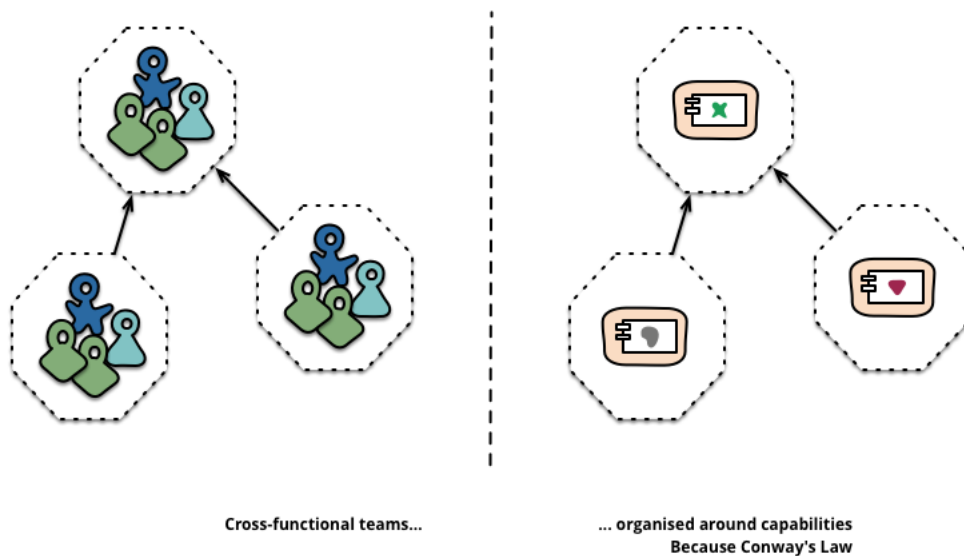 Cross-functional teams...
... organised around capabilities
Because Conway's Law